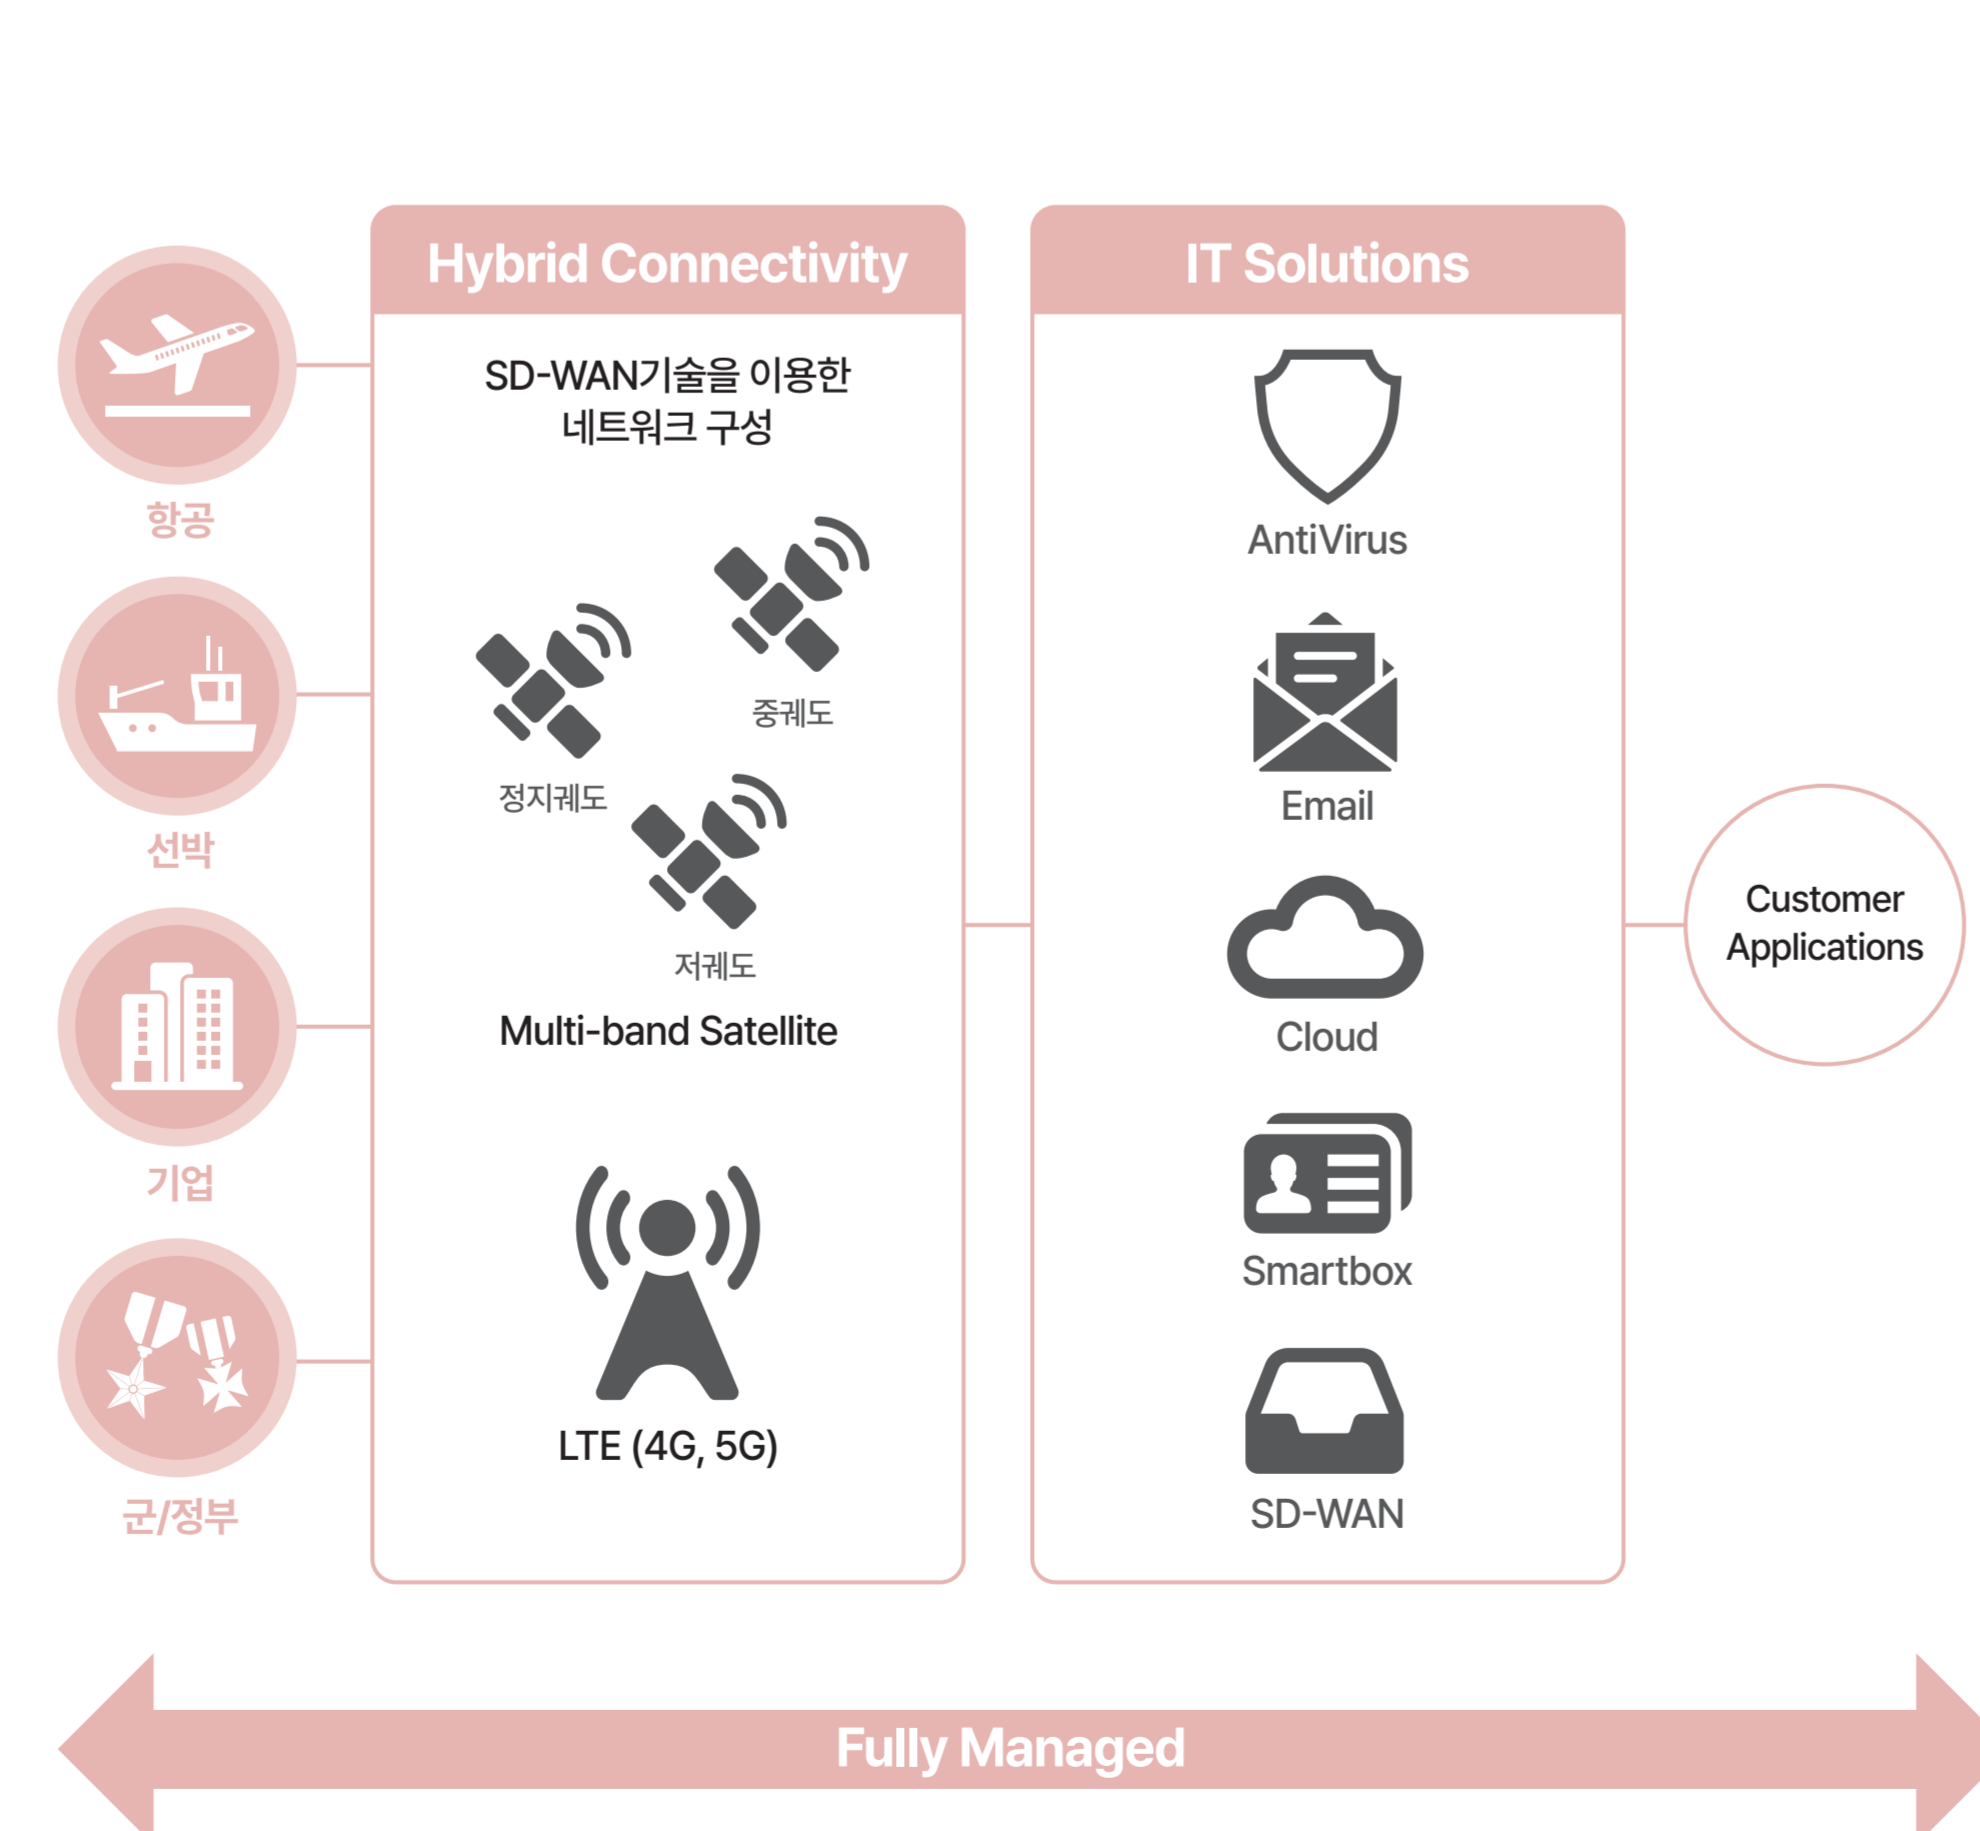 항공
선박
기업
군/정부
Hybrid Connectivity
SD-WAN기술을 이용한
네트워크 구성
중궤도
정지궤도
저궤도
Multi-band Satellite
LTE (4G, 5G)
IT Solutions
AntiVirus
Email
Cloud
Smartbox
SD-WAN
Customer
Applications
Fully Managed